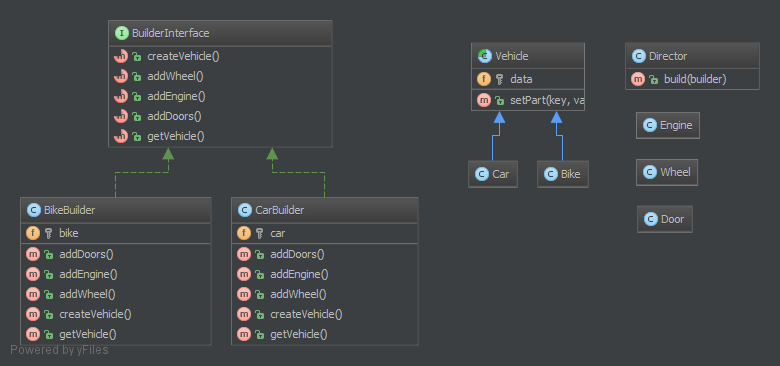 BuilderInterface
createVehicle()
addWheel()
addEngine()
addDoors()
getVehicle()
BikeBuilder
bike
addDoors()
addEngine()
addWheel()
createVehicle()
getVehicle()
CarBuilder
car
addDoors()
addEngine()
addWheel()
createVehicle()
getVehicle()
Vehicle
data
setPart(key, va
Car
Bike
Director
build(builder)
Engine
Wheel
Door
Powered by yFiles